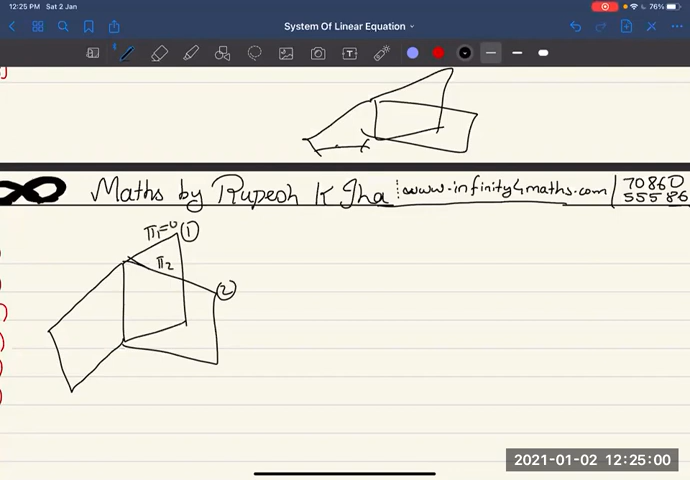 12:25 PM Sat 2 Jan
76%
System Of Linear Equation
T
∞ Maths by Rupesh K Jha www.infinity4maths.com
70860
55586
π₁=0 ①
π₂
②
2021-01-02 12:25:00